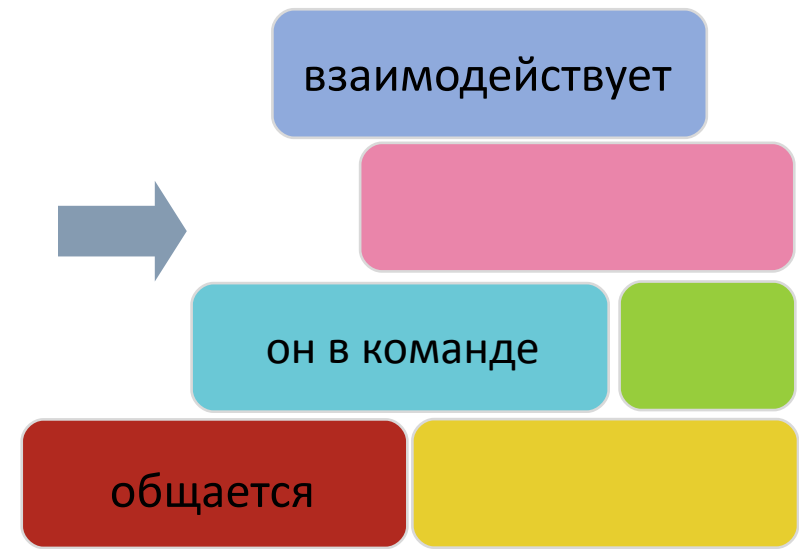 взаимодействует
он в команде
общается